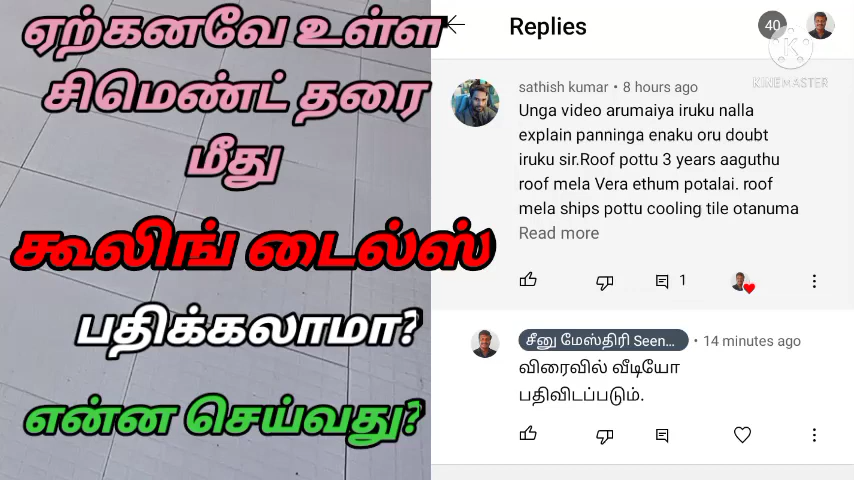 ஏற்கனவே உள்ள
சிமெண்ட் தரை
மீது
கூலிங் டைல்ஸ்
பதிக்கலாமா?
என்ன செய்வது?
Replies
40
KINEMASTER
sathish kumar • 8 hours ago
Unga video arumaiya iruku nalla
explain panninga enaku oru doubt
iruku sir.Roof pottu 3 years aaguthu
roof mela Vera ethum potalai. roof
mela ships pottu cooling tile otanuma
Read more
1
சீனு மேஸ்திரி Seen... • 14 minutes ago
விரைவில் வீடியோ
பதிவிடப்படும்.